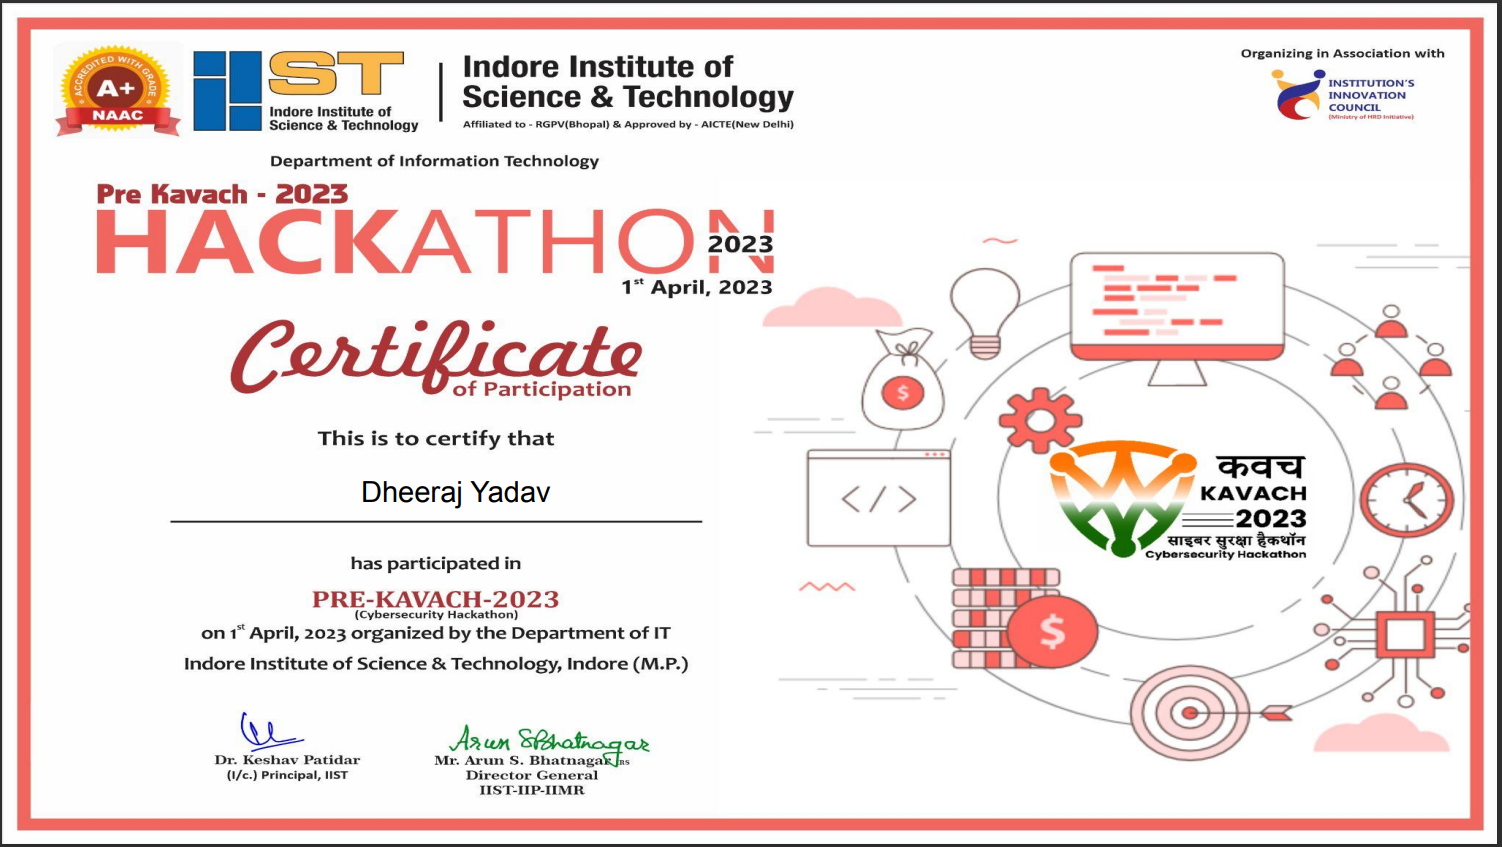 ACCREDITED WITH GRADE
A+
NAAC
IIST
Indore Institute of
Science & Technology
Indore Institute of
Science & Technology
Affiliated to - RGPV(Bhopal) & Approved by - AICTE(New Delhi)
Organizing in Association with
INSTITUTION'S
INNOVATION
COUNCIL
(Ministry of HRD Initiative)
Department of Information Technology
Pre Kavach - 2023
HACKATHON
2023
1st April, 2023
Certificate
of Participation
This is to certify that
Dheeraj Yadav
has participated in
PRE-KAVACH-2023
(Cybersecurity Hackathon)
on 1st April, 2023 organized by the Department of IT
Indore Institute of Science & Technology, Indore (M.P.)
Arun SBhatnagar
Dr. Keshav Patidar
(I/c.) Principal, IIST
Mr. Arun S. Bhatnagar IRS
Director General
IIST-IIP-IIMR
$
</>
$
कवच
KAVACH
2023
साइबर सुरक्षा हैकथॉन
Cybersecurity Hackathon